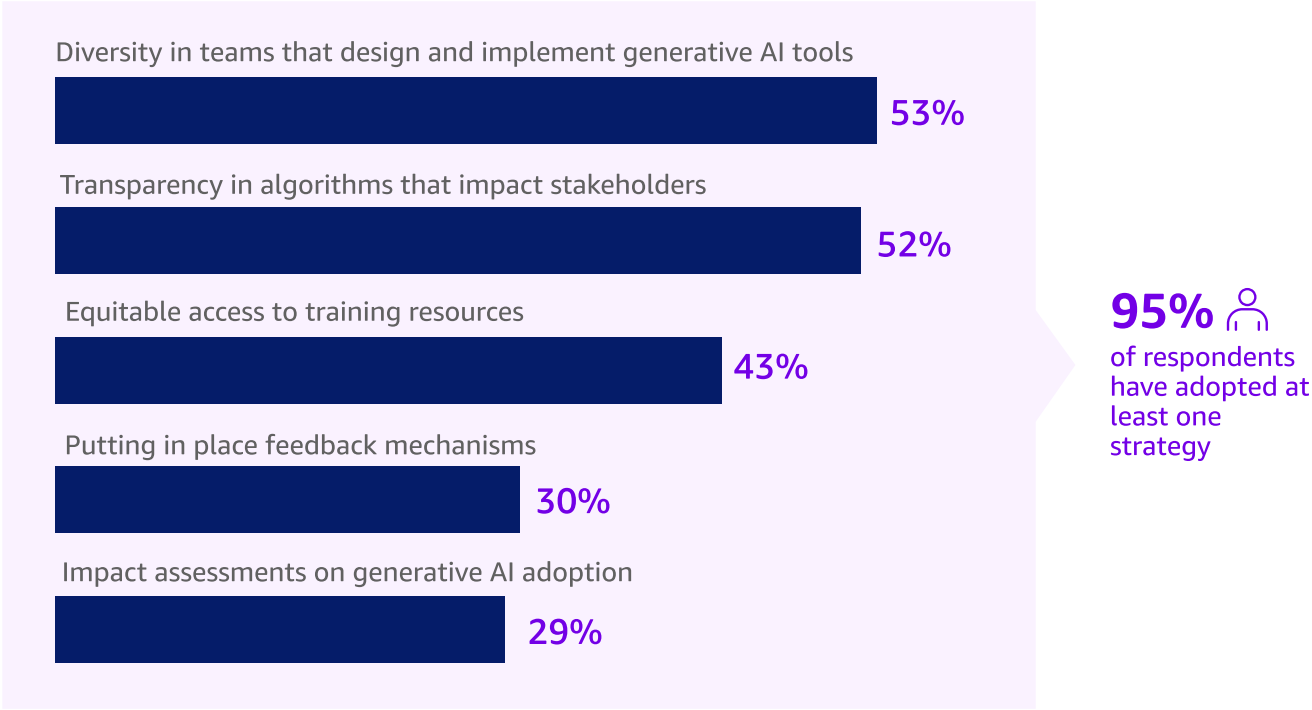 Diversity in teams that design and implement generative AI tools
53%
Transparency in algorithms that impact stakeholders
52%
Equitable access to training resources
43%
Putting in place feedback mechanisms
30%
Impact assessments on generative AI adoption
29%
95%
of respondents
have adopted at
least one
strategy